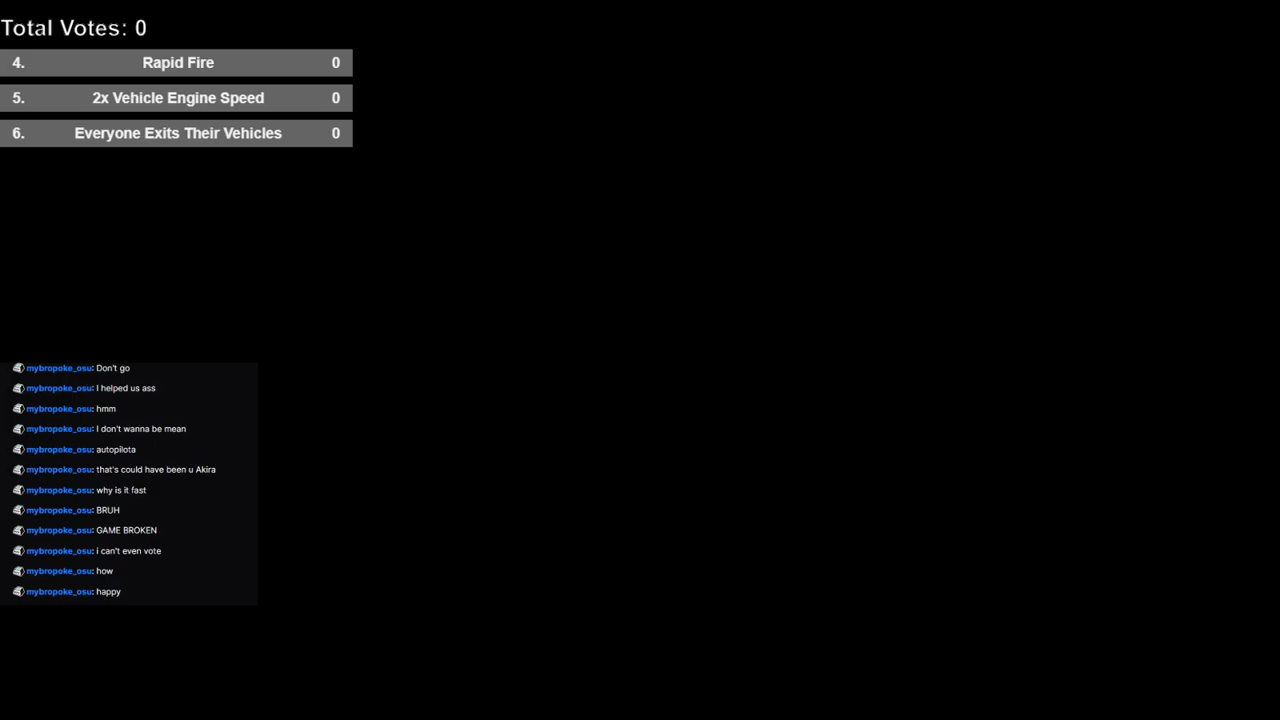 Total Votes: 0
4. Rapid Fire 0
5. 2x Vehicle Engine Speed 0
6. Everyone Exits Their Vehicles 0
mybropoke_osu: Don't go
mybropoke_osu: I helped us ass
mybropoke_osu: hmm
mybropoke_osu: I don't wanna be mean
mybropoke_osu: autopilota
mybropoke_osu: that's could have been u Akira
mybropoke_osu: why is it fast
mybropoke_osu: BRUH
mybropoke_osu: GAME BROKEN
mybropoke_osu: i can't even vote
mybropoke_osu: how
mybropoke_osu: happy